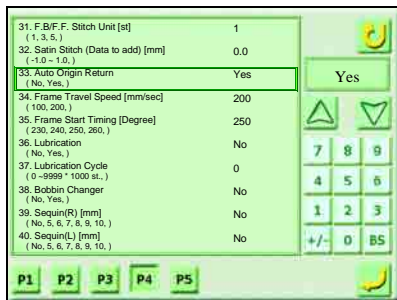 31. F.B/F.F. Stitch Unit [st] 1
( 1, 3, 5, )
32. Satin Stitch (Data to add) [mm] 0.0
( -1.0 ~ 1.0, )
33. Auto Origin Return Yes
( No, Yes, )
34. Frame Travel Speed [mm/sec] 200
( 100, 200, )
35. Frame Start Timing [Degree] 250
( 230, 240, 250, 260, )
36. Lubrication No
( No, Yes, )
37. Lubrication Cycle 0
( 0 ~9999 * 1000 st., )
38. Bobbin Changer No
( No, Yes, )
39. Sequin(R) [mm] No
( No, 5, 6, 7, 8, 9, 10, )
40. Sequin(L) [mm] No
( No, 5, 6, 7, 8, 9, 10, )
Yes
7 8 9
4 5 6
1 2 3
+/- 0 BS
P1 P2 P3 P4 P5